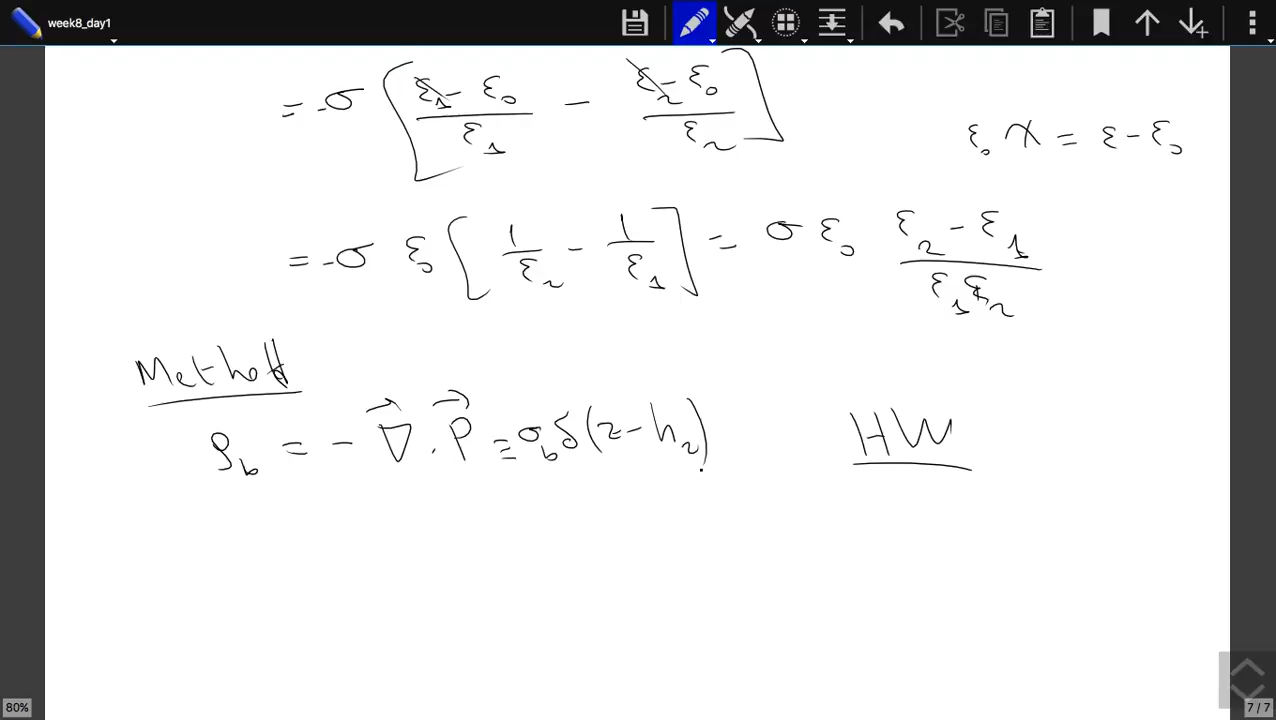 week8_day1
= -σ [ (ε₁ - ε₀)/ε₁ - (ε₂ - ε₀)/ε₂ ]
ε₀ χ = ε - ε₀
= -σ ε₀ [ 1/ε₂ - 1/ε₁ ] = σ ε₀ (ε₂ - ε₁)/(ε₁ε₂)
Method
ρ_b = - ∇⃗ · P⃗ ≡ σ_b δ(z - h₂)
HW
80%
7 / 7